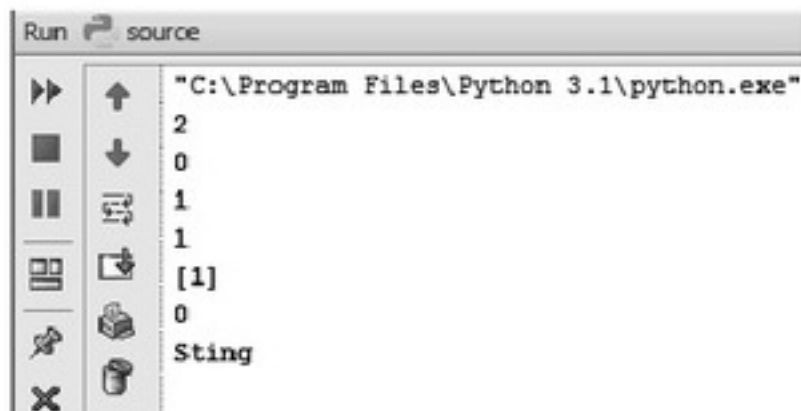 Run source
"C:\Program Files\Python 3.1\python.exe"
2
0
1
1
[1]
0
Sting